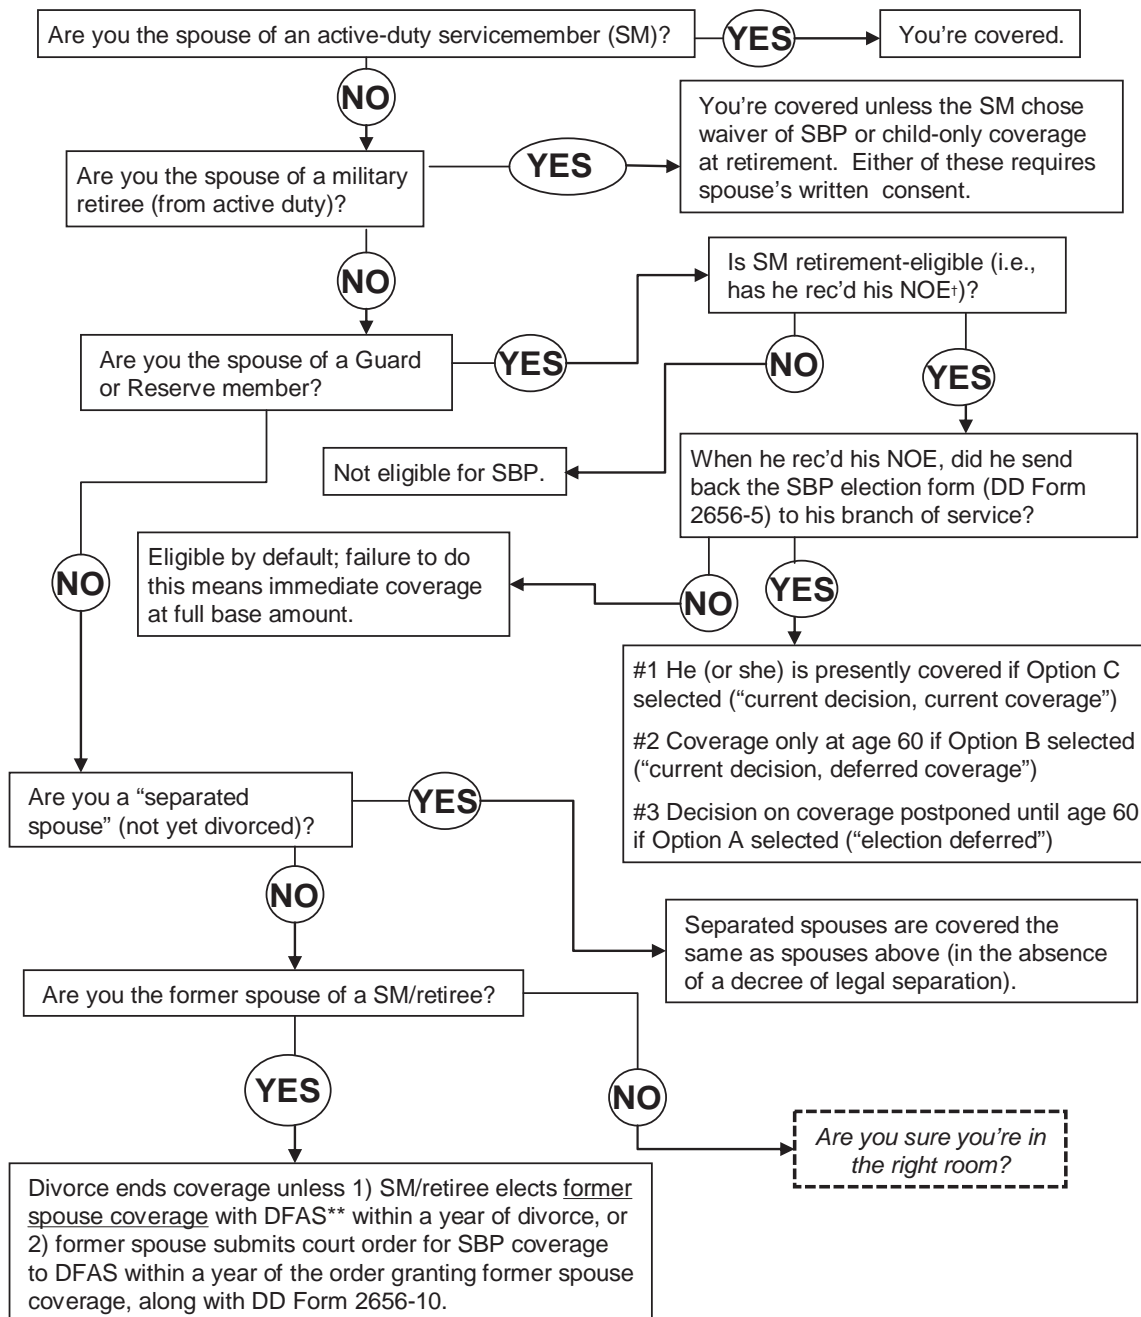 Are you the spouse of an active-duty servicemember (SM)?
YES
You're covered.
NO
You're covered unless the SM chose
waiver of SBP or child-only coverage
at retirement. Either of these requires
spouse's written consent.
YES
Are you the spouse of a military
retiree (from active duty)?
NO
Is SM retirement-eligible (i.e.,
has he rec'd his NOE†)?
Are you the spouse of a Guard
or Reserve member?
YES
NO
YES
Not eligible for SBP.
When he rec'd his NOE, did he send
back the SBP election form (DD Form
2656-5) to his branch of service?
Eligible by default; failure to do
this means immediate coverage
at full base amount.
NO
YES
NO
#1 He (or she) is presently covered if Option C
selected (“current decision, current coverage”)
#2 Coverage only at age 60 if Option B selected
(“current decision, deferred coverage”)
#3 Decision on coverage postponed until age 60
if Option A selected (“election deferred”)
Are you a “separated
spouse” (not yet divorced)?
YES
NO
Separated spouses are covered the
same as spouses above (in the absence
of a decree of legal separation).
Are you the former spouse of a SM/retiree?
YES
NO
Are you sure you're in
the right room?
Divorce ends coverage unless 1) SM/retiree elects former
spouse coverage with DFAS** within a year of divorce, or
2) former spouse submits court order for SBP coverage
to DFAS within a year of the order granting former spouse
coverage, along with DD Form 2656-10.